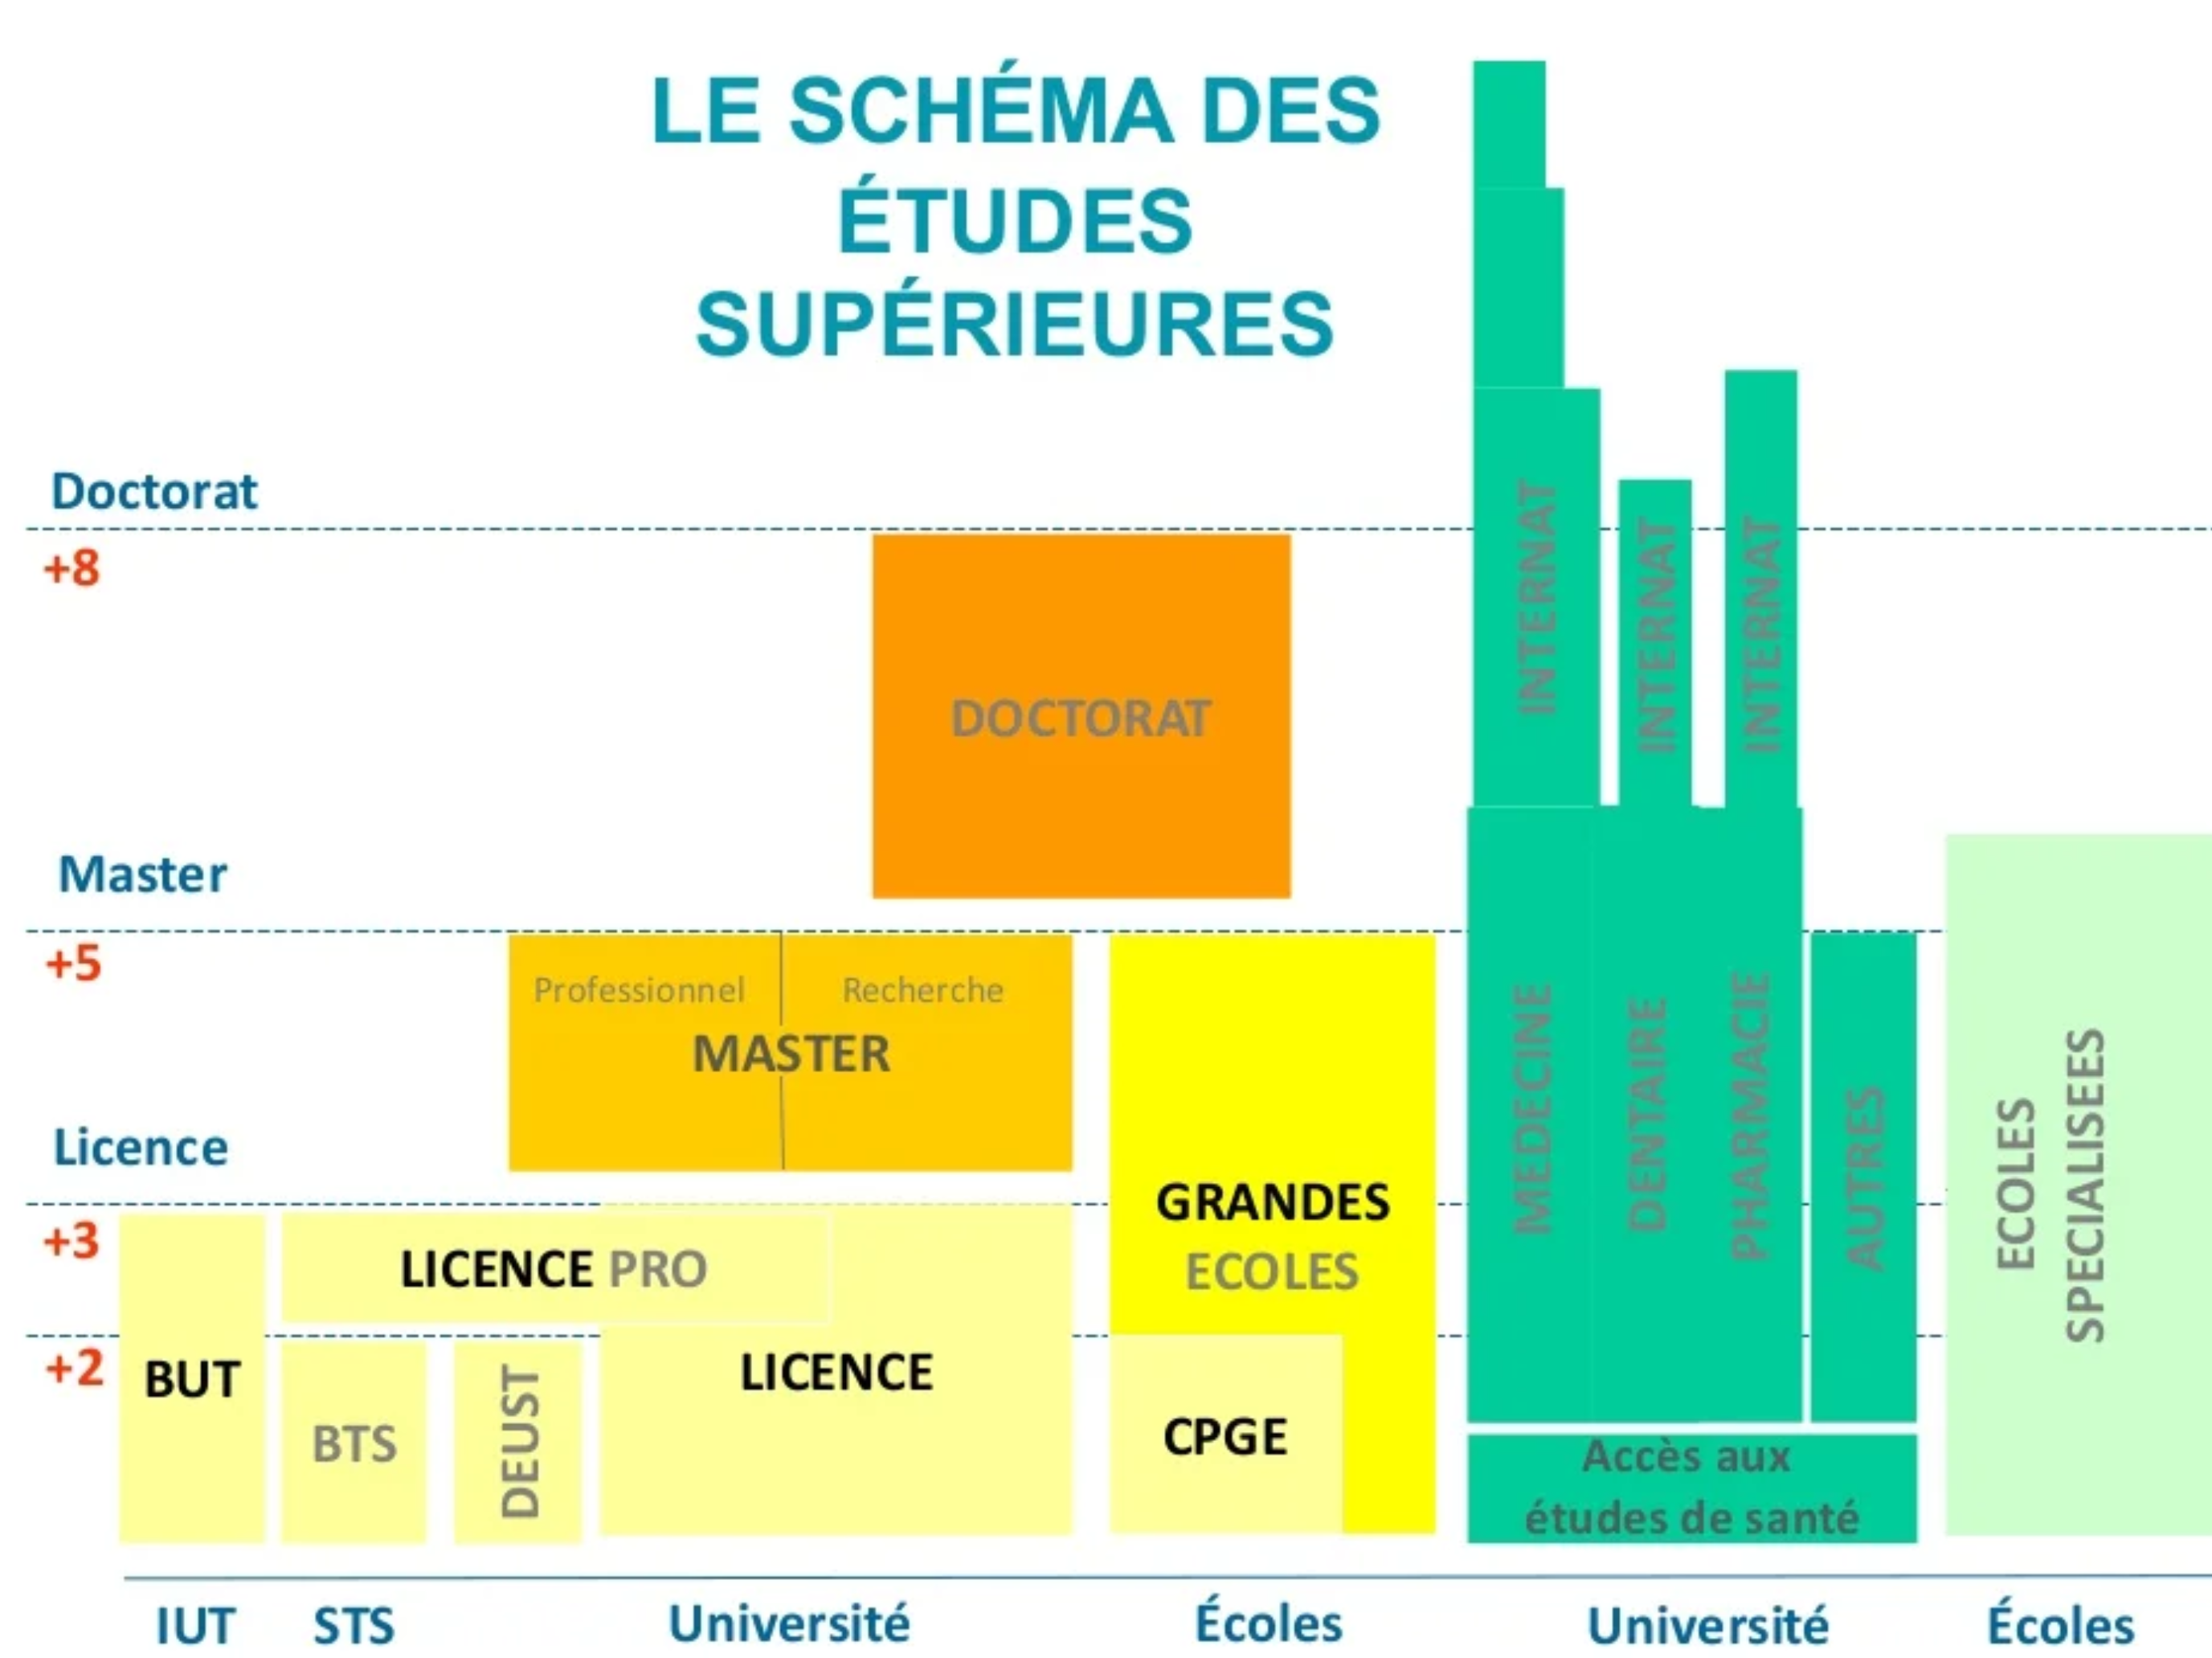 LE SCHÉMA DES
ÉTUDES
SUPÉRIEURES
Doctorat
+8
DOCTORAT
INTERNAT
INTERNAT
INTERNAT
Master
+5
Professionnel
Recherche
MASTER
Licence
+3
LICENCE PRO
GRANDES
ECOLES
MEDECINE
DENTAIRE
PHARMACIE
AUTRES
ECOLES
SPECIALISEES
+2
BUT
BTS
DEUST
LICENCE
CPGE
Accès aux
études de santé
IUT
STS
Université
Écoles
Université
Écoles